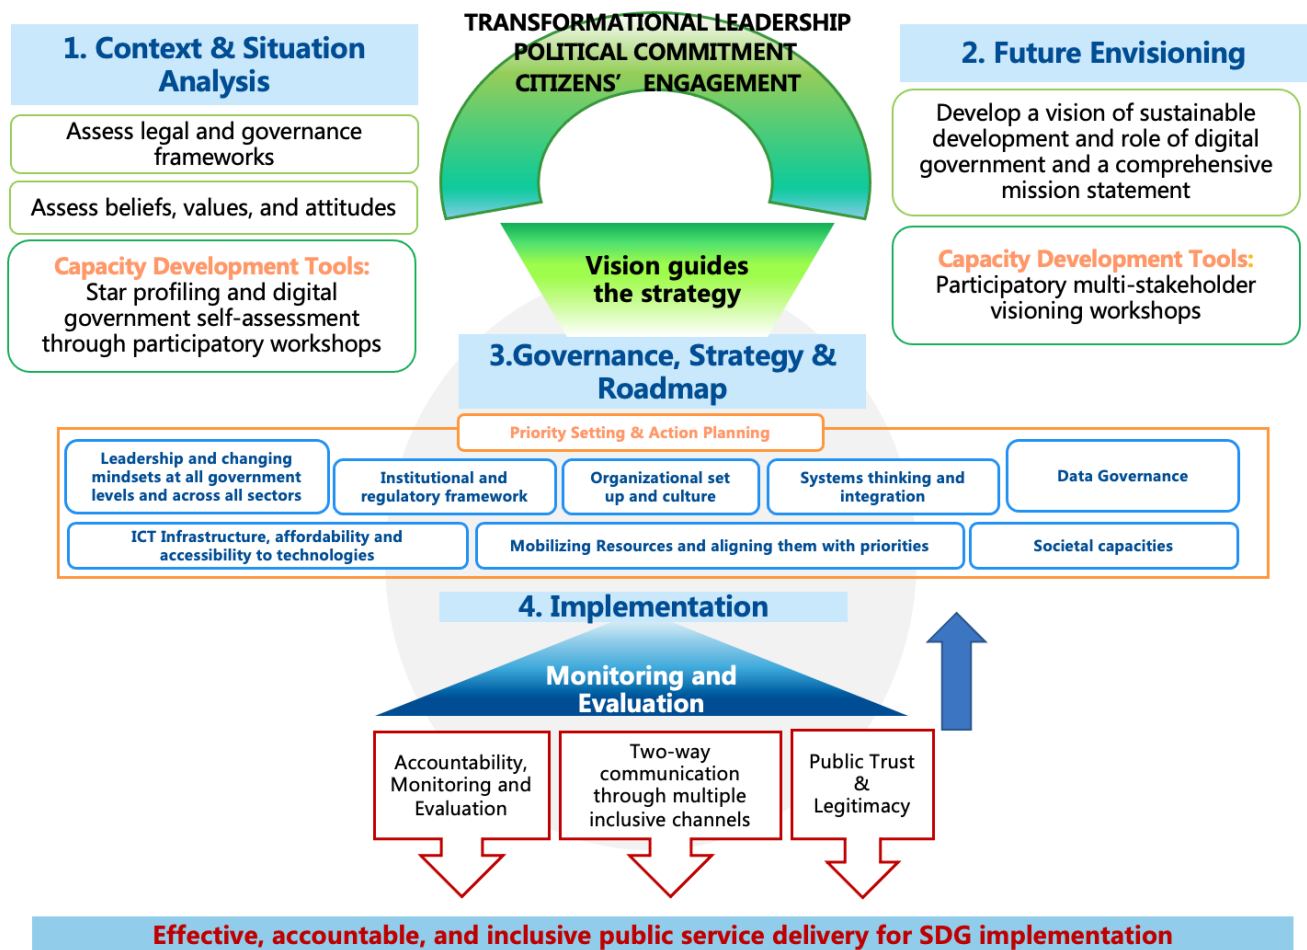 TRANSFORMATIONAL LEADERSHIP
POLITICAL COMMITMENT
CITIZENS' ENGAGEMENT
1. Context & Situation
Analysis
Assess legal and governance
frameworks
Assess beliefs, values, and attitudes
Capacity Development Tools:
Star profiling and digital
government self-assessment
through participatory workshops
2. Future Envisioning
Develop a vision of sustainable
development and role of digital
government and a comprehensive
mission statement
Capacity Development Tools:
Participatory multi-stakeholder
visioning workshops
Vision guides
the strategy
3.Governance, Strategy &
Roadmap
Priority Setting & Action Planning
Leadership and changing
mindsets at all government
levels and across all sectors
Institutional and
regulatory framework
Organizational set
up and culture
Systems thinking and
integration
Data Governance
ICT Infrastructure, affordability and
accessibility to technologies
Mobilizing Resources and aligning them with priorities
Societal capacities
4. Implementation
Monitoring and
Evaluation
Accountability,
Monitoring and
Evaluation
Two-way
communication
through multiple
inclusive channels
Public Trust
&
Legitimacy
Effective, accountable, and inclusive public service delivery for SDG implementation